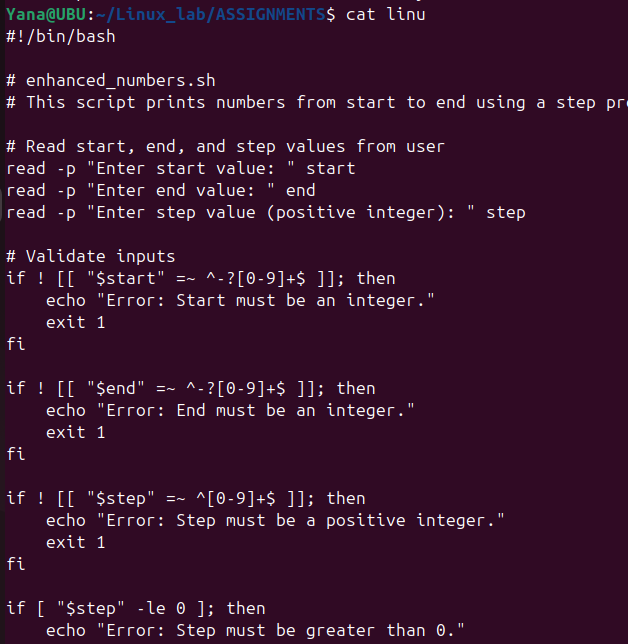 Yana@UBU:~/Linux_lab/ASSIGNMENTS$ cat linu
#!/bin/bash

# enhanced_numbers.sh
# This script prints numbers from start to end using a step pr

# Read start, end, and step values from user
read -p "Enter start value: " start
read -p "Enter end value: " end
read -p "Enter step value (positive integer): " step

# Validate inputs
if ! [[ "$start" =~ ^-?[0-9]+$ ]]; then
    echo "Error: Start must be an integer."
    exit 1
fi

if ! [[ "$end" =~ ^-?[0-9]+$ ]]; then
    echo "Error: End must be an integer."
    exit 1
fi

if ! [[ "$step" =~ ^[0-9]+$ ]]; then
    echo "Error: Step must be a positive integer."
    exit 1
fi

if [ "$step" -le 0 ]; then
    echo "Error: Step must be greater than 0."